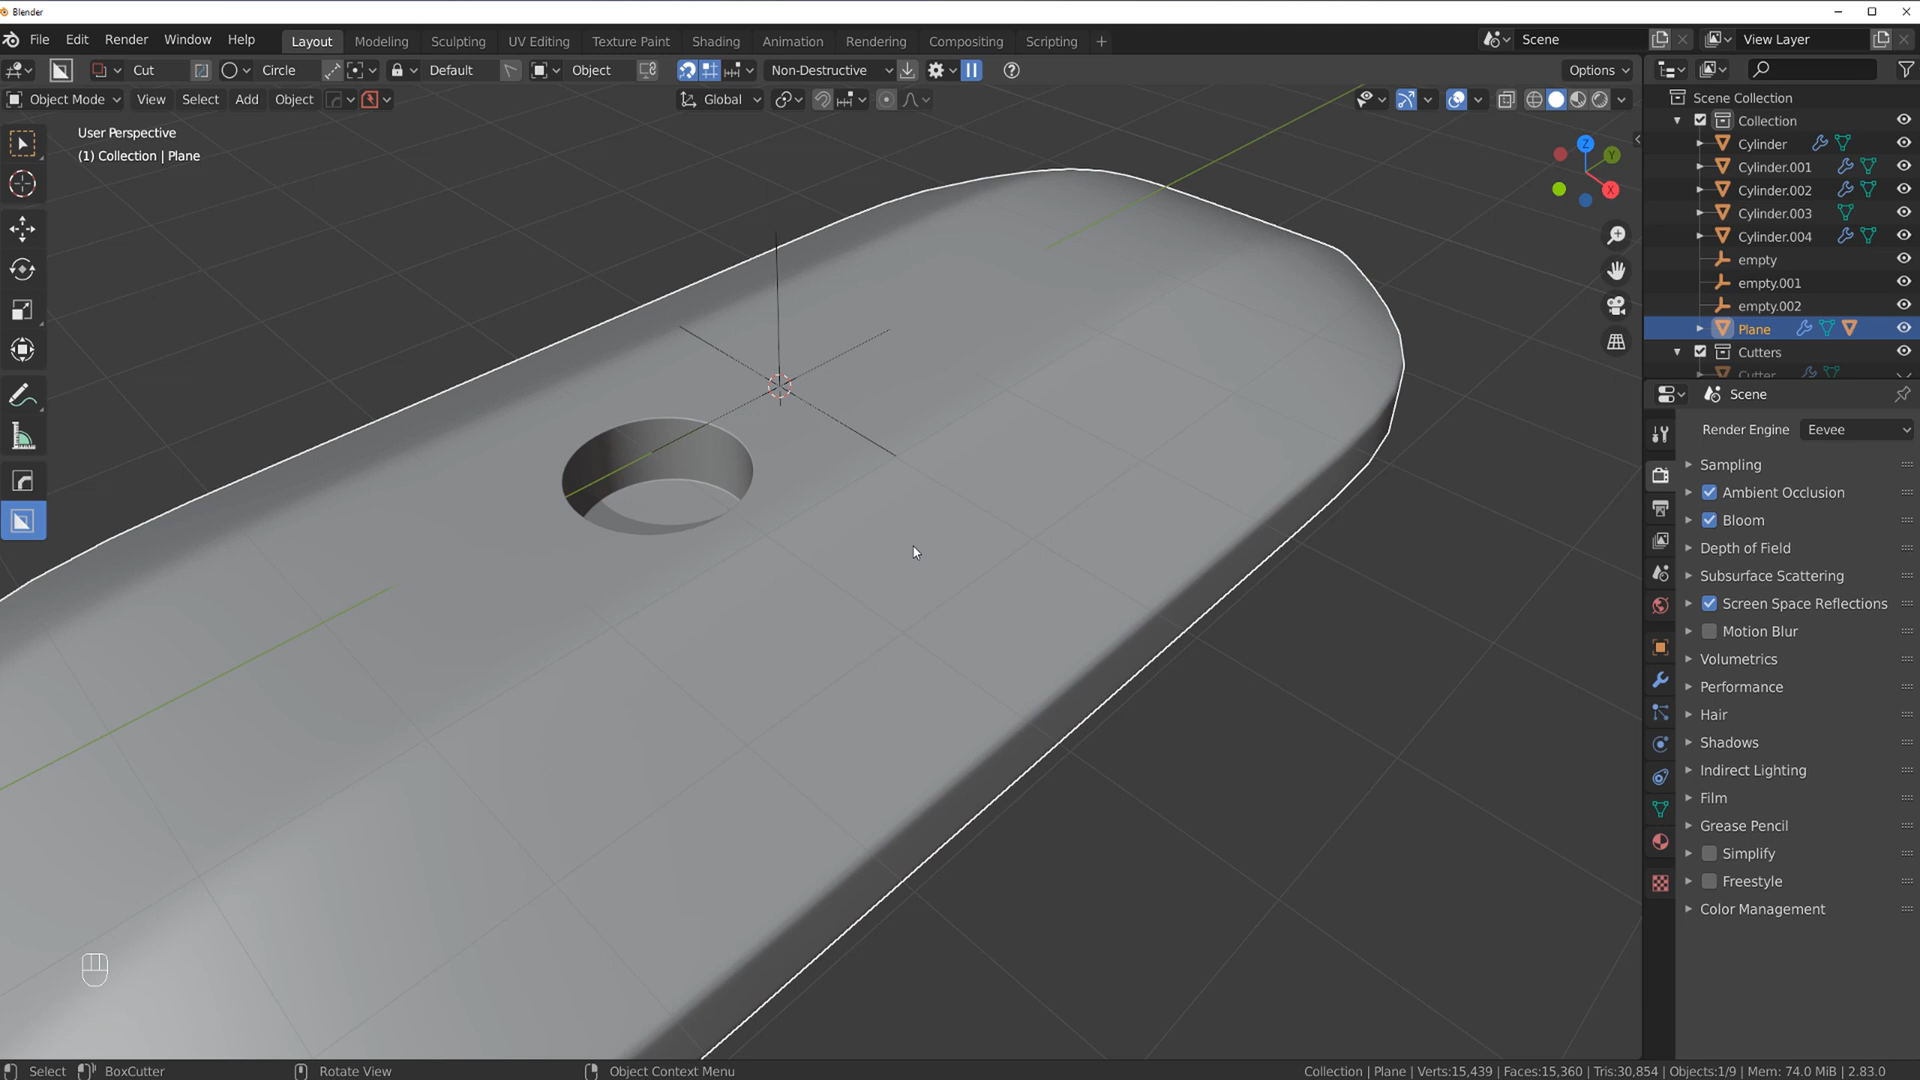 Blender
File Edit Render Window Help Layout Modeling Sculpting UV Editing Texture Paint Shading Animation Rendering Compositing Scripting + Scene View Layer
Cut Circle Default Object Non-Destructive Options
Object Mode View Select Add Object Global
User Perspective
(1) Collection | Plane
Z
Y
X
Scene Collection
Collection
Cylinder
Cylinder.001
Cylinder.002
Cylinder.003
Cylinder.004
empty
empty.001
empty.002
Plane
Cutters
Cutter
Scene
Render Engine Eevee
Sampling
Ambient Occlusion
Bloom
Depth of Field
Subsurface Scattering
Screen Space Reflections
Motion Blur
Volumetrics
Performance
Hair
Shadows
Indirect Lighting
Film
Grease Pencil
Simplify
Freestyle
Color Management
Select BoxCutter Rotate View Object Context Menu Collection | Plane | Verts:15,439 | Faces:15,360 | Tris:30,854 | Objects:1/9 | Mem: 74.0 MiB | 2.83.0